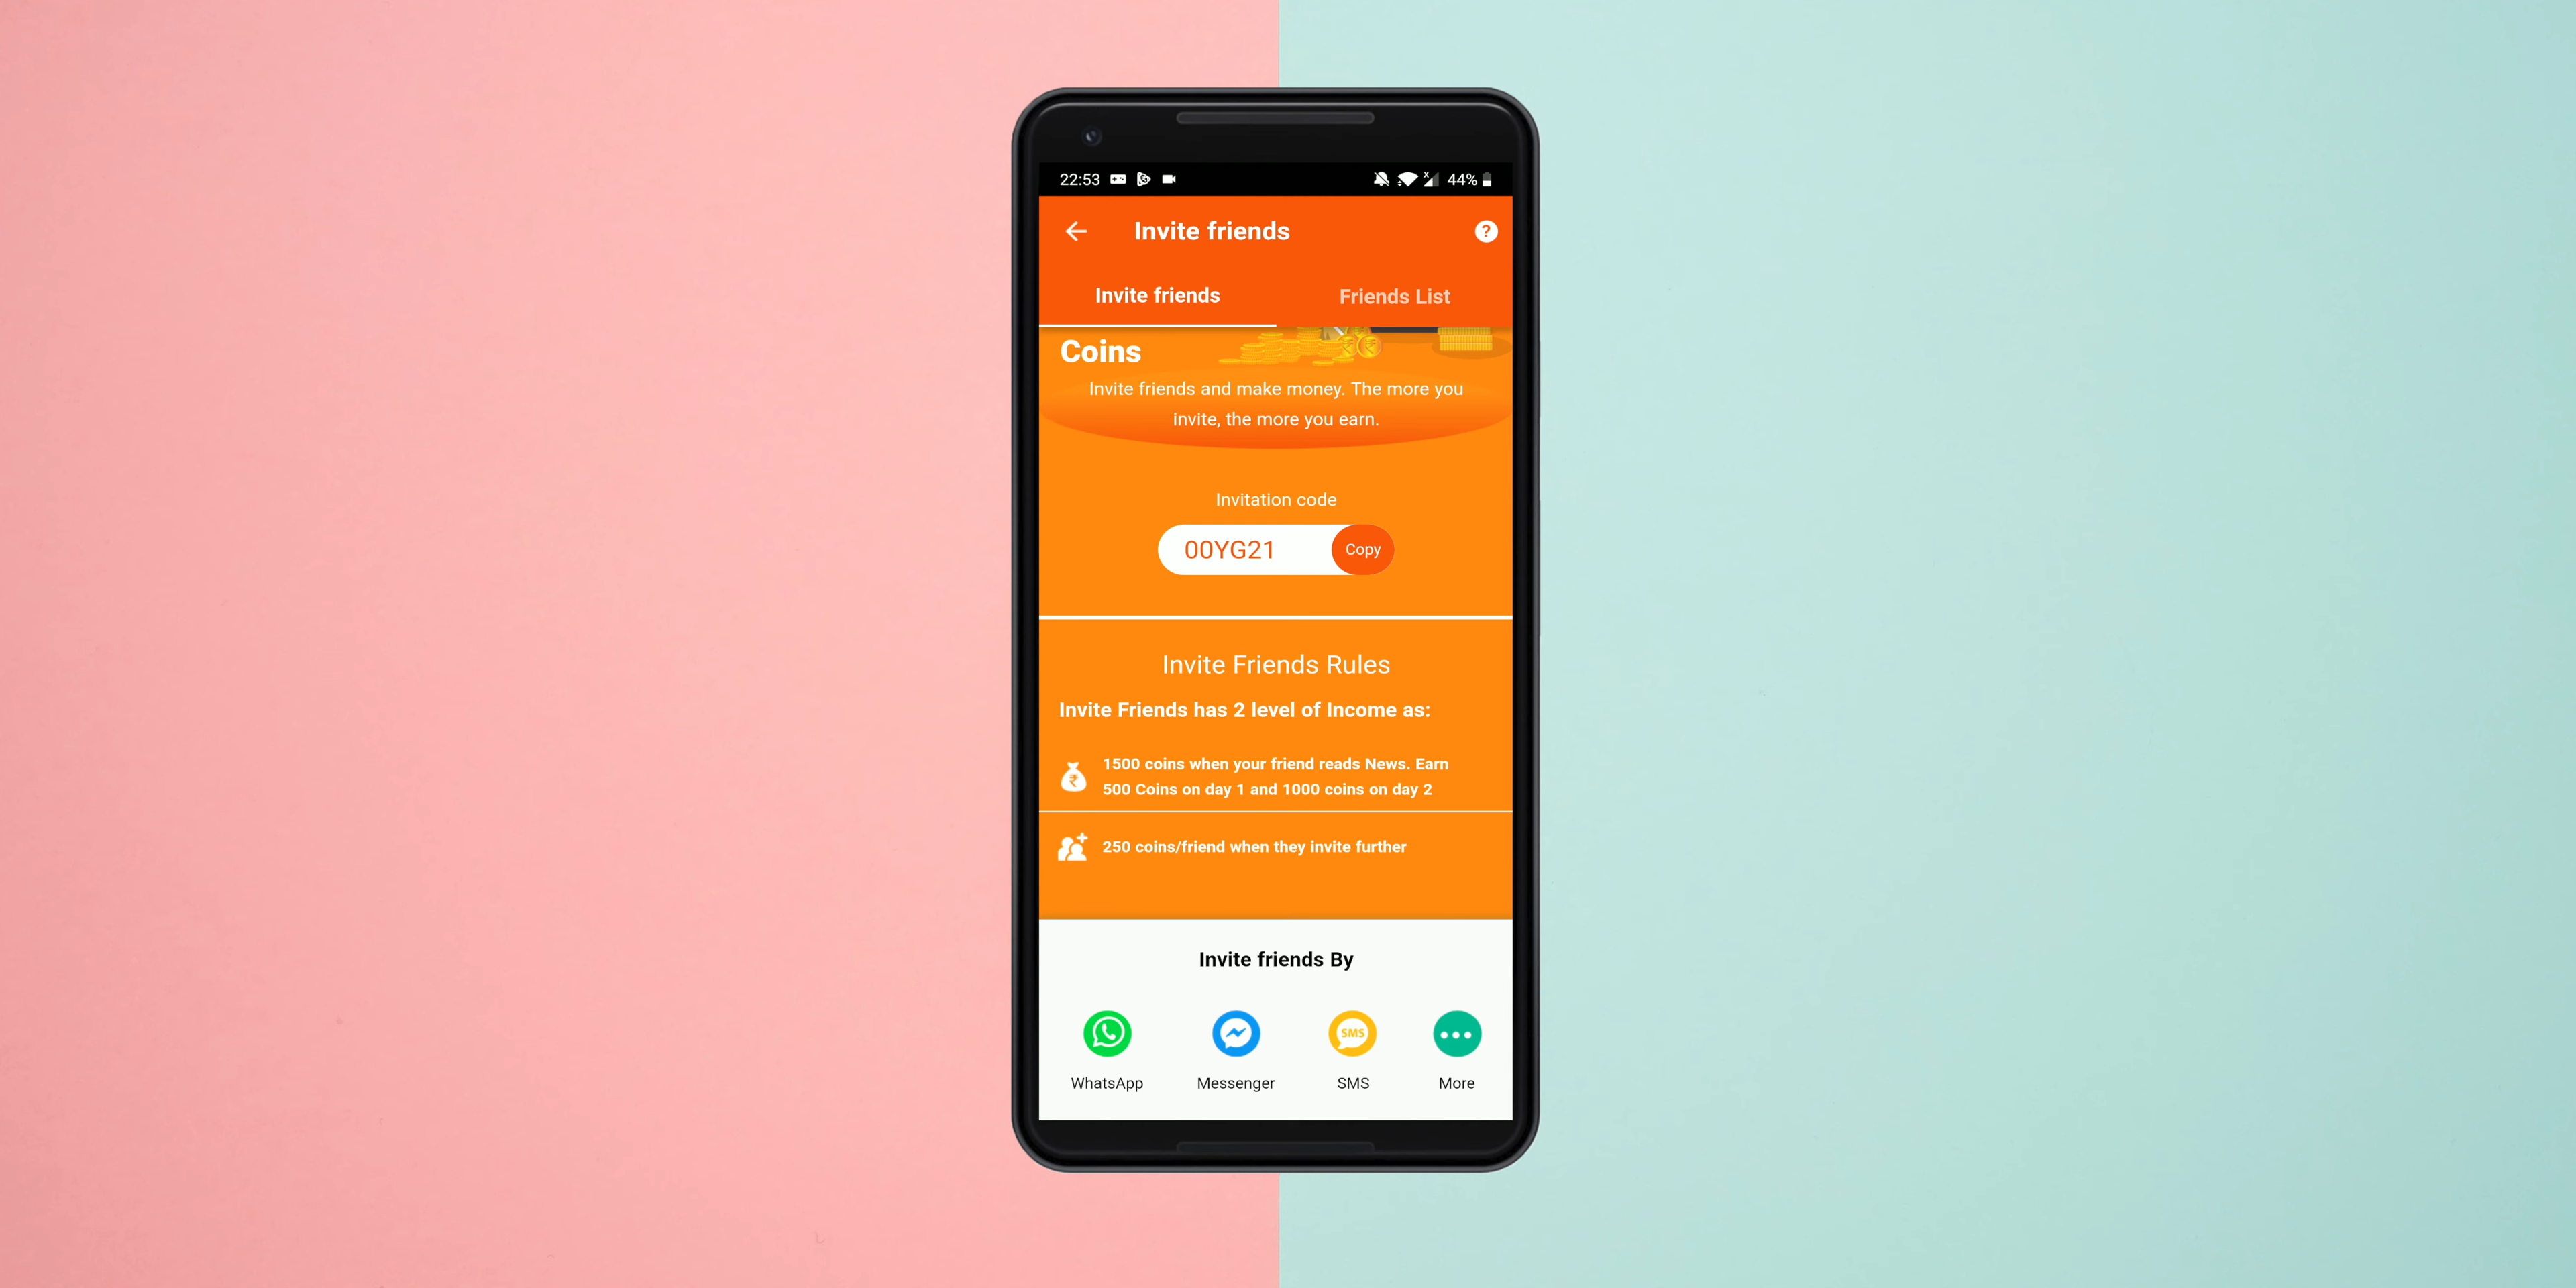 22:53
44%
Invite friends
?
Invite friends
Friends List
Coins
Invite friends and make money. The more you
invite, the more you earn.
Invitation code
00YG21
Copy
Invite Friends Rules
Invite Friends has 2 level of Income as:
1500 coins when your friend reads News. Earn
500 Coins on day 1 and 1000 coins on day 2
250 coins/friend when they invite further
Invite friends By
SMS
WhatsApp
Messenger
SMS
More